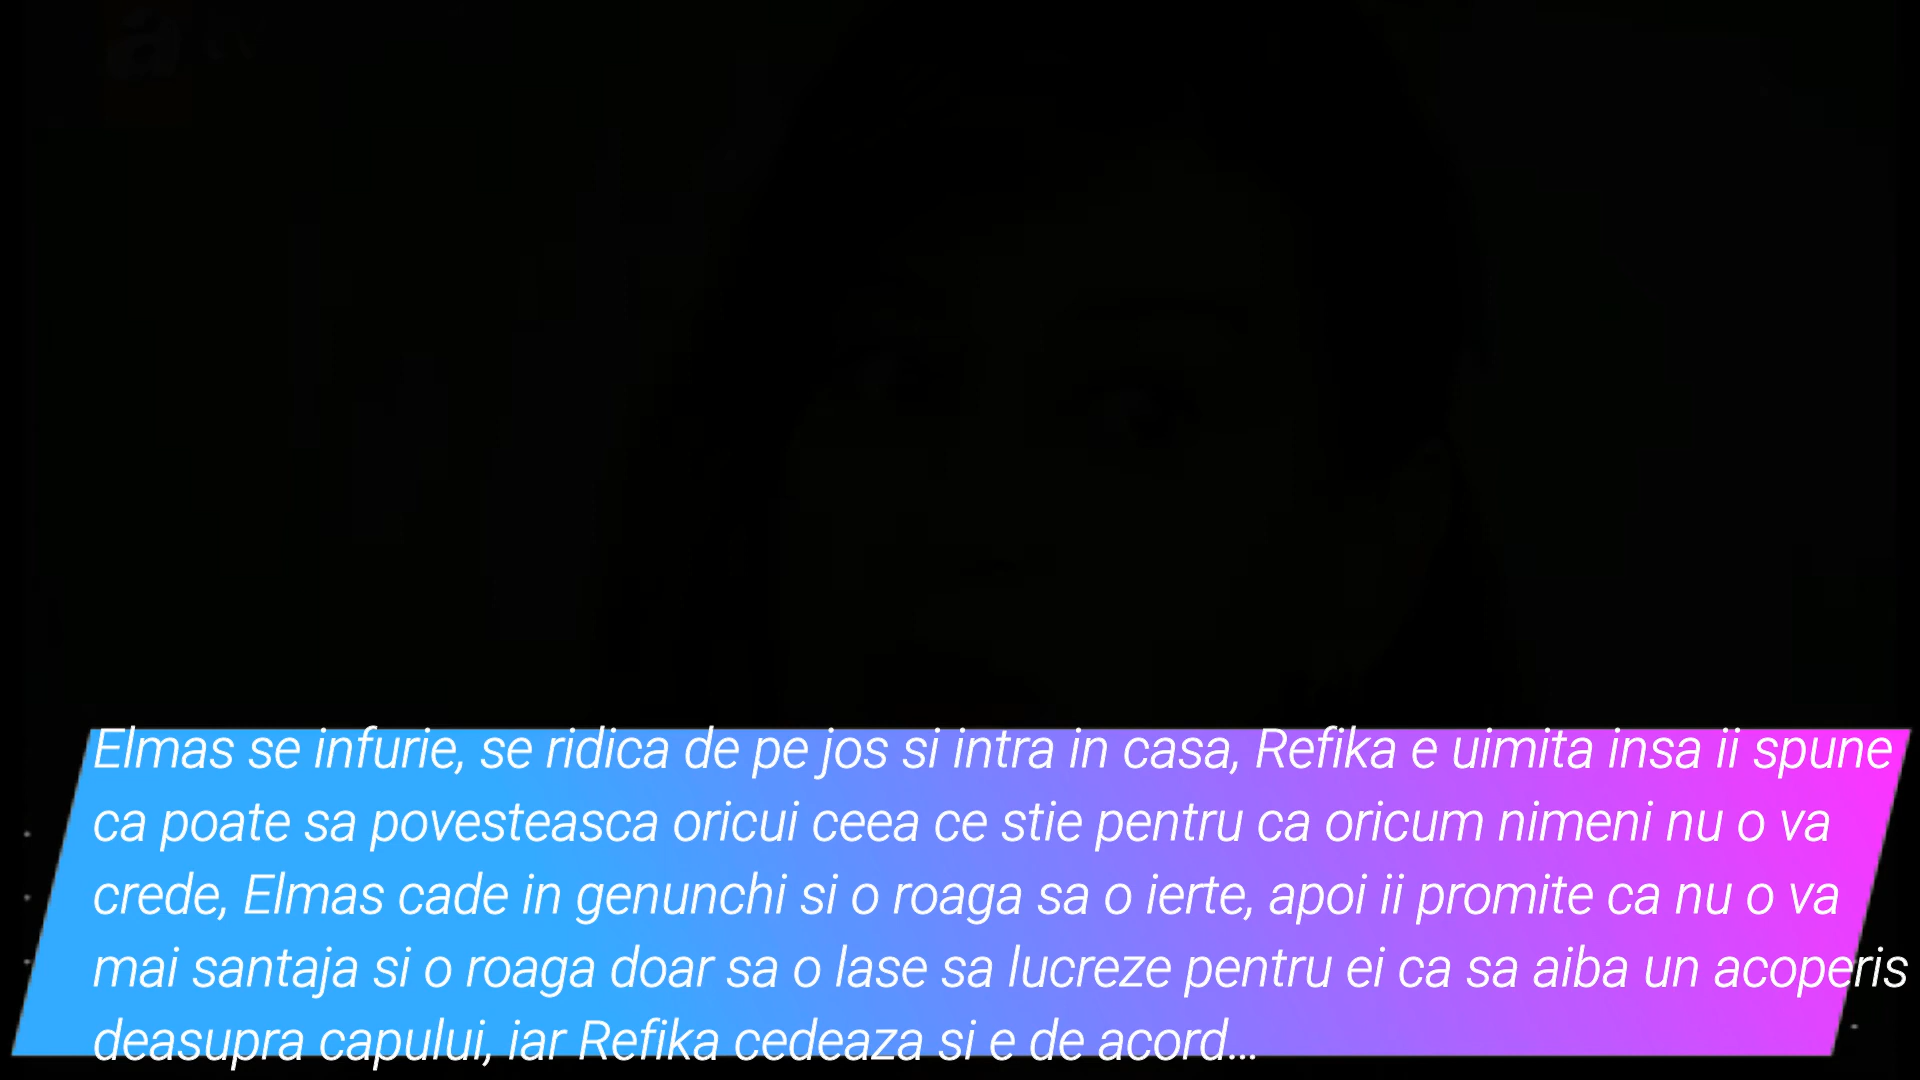 Elmas se infurie, se ridica de pe jos si intra in casa, Refika e uimita insa ii spune
ca poate sa povesteasca oricui ceea ce stie pentru ca oricum nimeni nu o va
crede, Elmas cade in genunchi si o roaga sa o ierte, apoi ii promite ca nu o va
mai santaja si o roaga doar sa o lase sa lucreze pentru ei ca sa aiba un acoperis
deasupra capului, iar Refika cedeaza si e de acord...